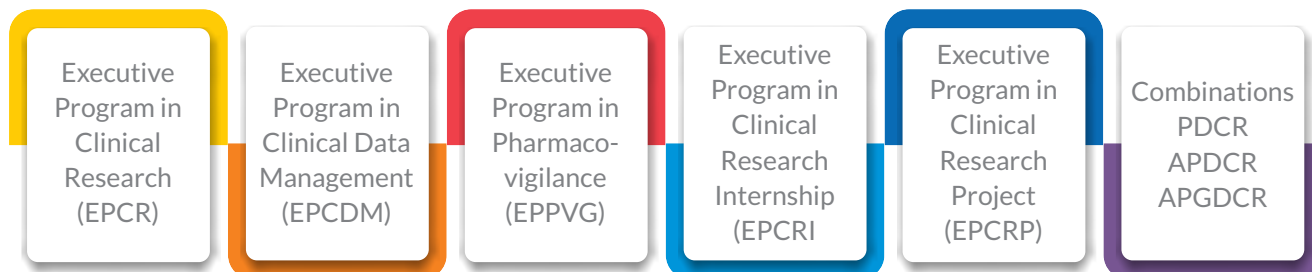 Executive
Program in
Clinical
Research
(EPCR)
Executive
Program in
Clinical Data
Management
(EPCDM)
Executive
Program in
Pharmaco-
vigilance
(EPPVG)
Executive
Program in
Clinical
Research
Internship
(EPCRI
Executive
Program in
Clinical
Research
Project
(EPCRP)
Combinations
PDCR
APDCR
APGDCR